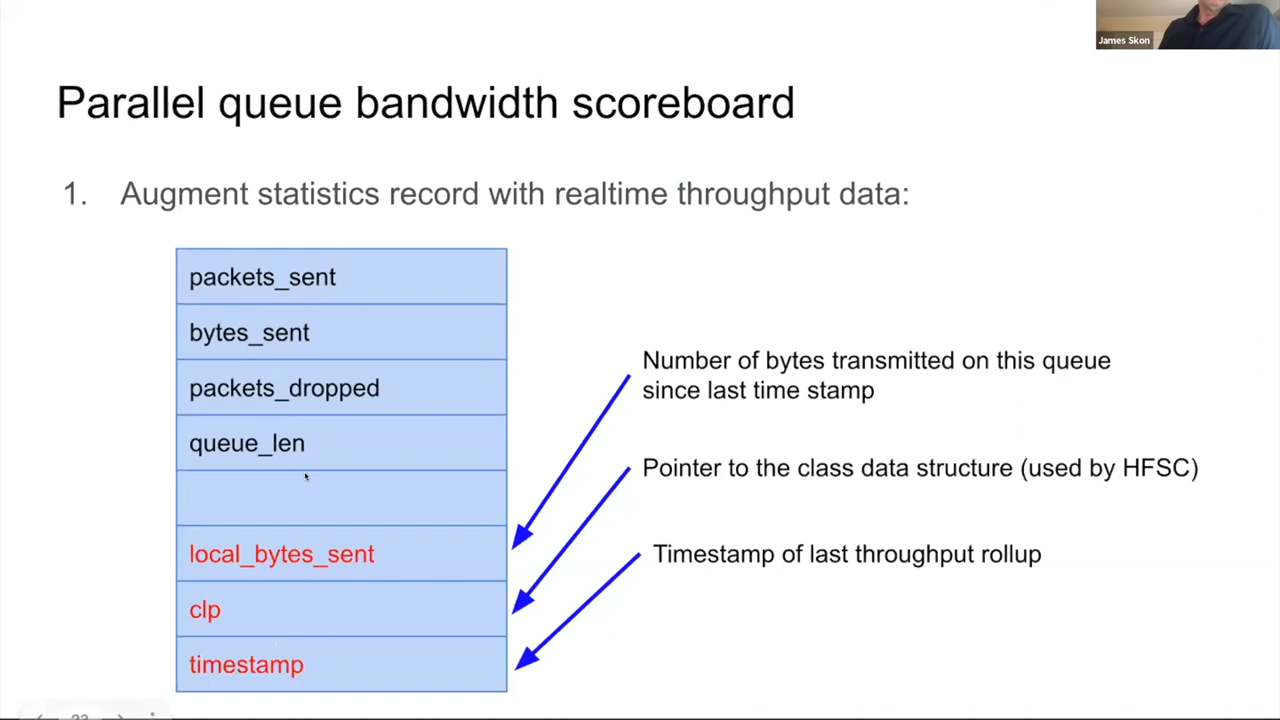 James Skon
Parallel queue bandwidth scoreboard
1. Augment statistics record with realtime throughput data:
packets_sent
bytes_sent
packets_dropped
queue_len
local_bytes_sent
clp
timestamp
Number of bytes transmitted on this queue
since last time stamp
Pointer to the class data structure (used by HFSC)
Timestamp of last throughput rollup